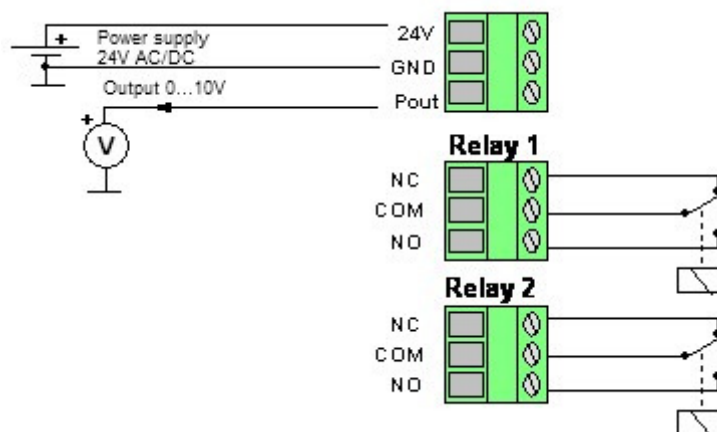 24V
Power supply
24V AC/DC
GND
Output 0...10V
Pout
+
+
V
Relay 1
NC
COM
NO
Relay 2
NC
COM
NO